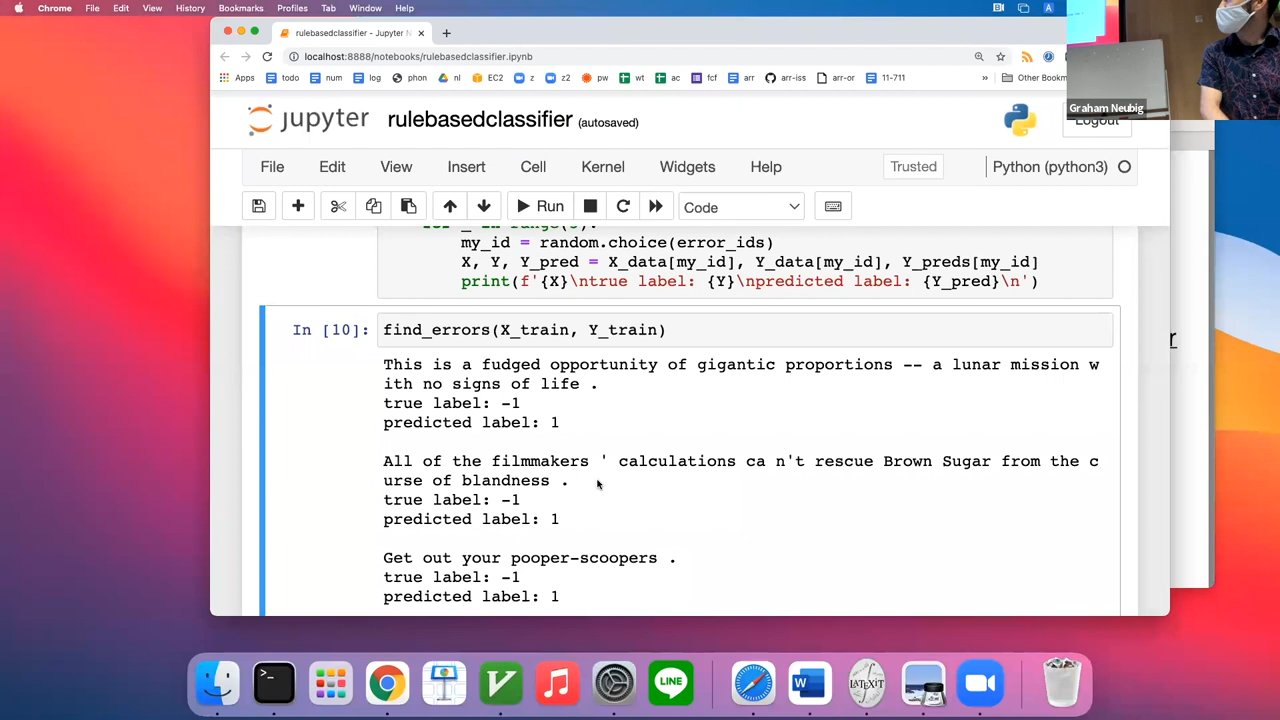 Chrome File Edit View History Bookmarks Profiles Tab Window Help
rulebasedclassifier - Jupyter N
localhost:8888/notebooks/rulebasedclassifier.ipynb
Apps todo num log phon nl EC2 z z2 pw wt ac fcf arr arr-iss arr-or 11-711 » Other Bookm
Graham Neubig
jupyter rulebasedclassifier (autosaved)
Logout
File Edit View Insert Cell Kernel Widgets Help Trusted Python (python3)
Run Code
for _ in range(5):
my_id = random.choice(error_ids)
X, Y, Y_pred = X_data[my_id], Y_data[my_id], Y_preds[my_id]
print(f'{X}\ntrue label: {Y}\npredicted label: {Y_pred}\n')
In [10]: find_errors(X_train, Y_train)
This is a fudged opportunity of gigantic proportions -- a lunar mission w
ith no signs of life .
true label: -1
predicted label: 1
All of the filmmakers ' calculations ca n't rescue Brown Sugar from the c
urse of blandness .
true label: -1
predicted label: 1
Get out your pooper-scoopers .
true label: -1
predicted label: 1
LINE
LATEXiT